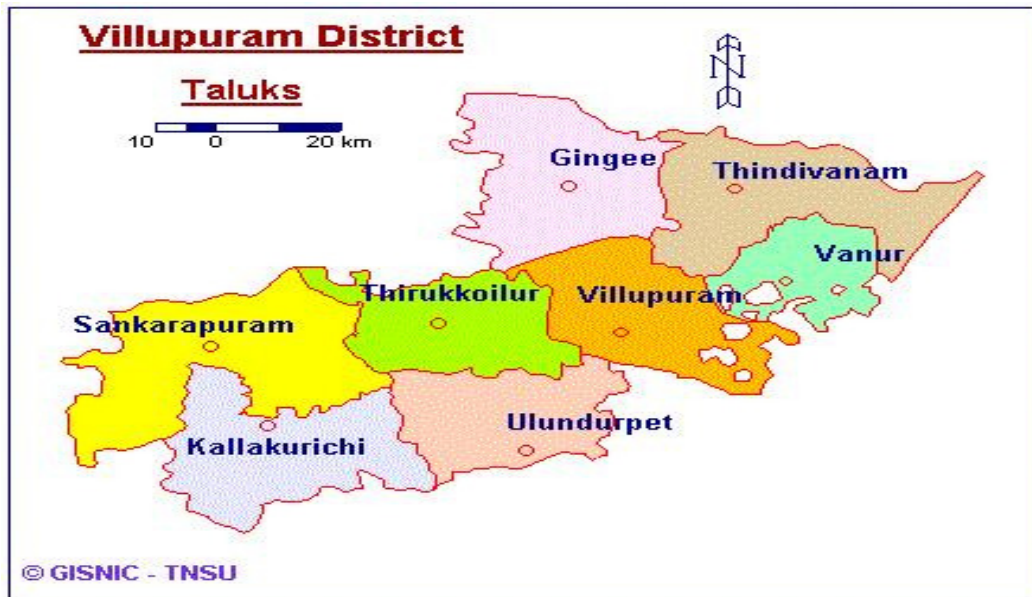 Villupuram District
Taluks
10 0 20 km
N
Gingee
Thindivanam
Vanur
Thirukkoilur
Villupuram
Sankarapuram
Ulundurpet
Kallakurichi
© GISNIC - TNSU